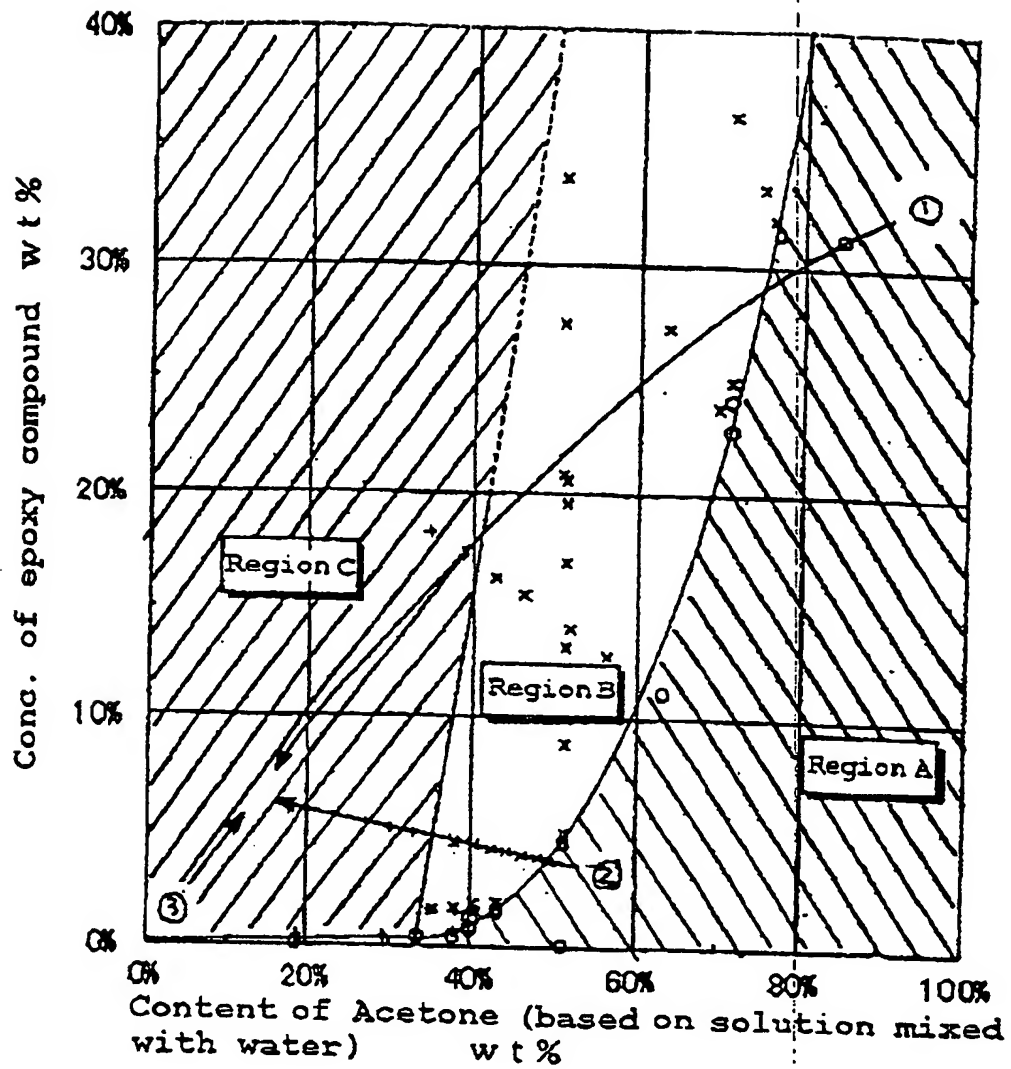 40%
30%
20%
10%
0%
Conc. of epoxy compound wt%
①
Region C
Region B
Region A
②
③
0% 20% 40% 60% 80% 100%
Content of Acetone (based on solution mixed
with water) wt%